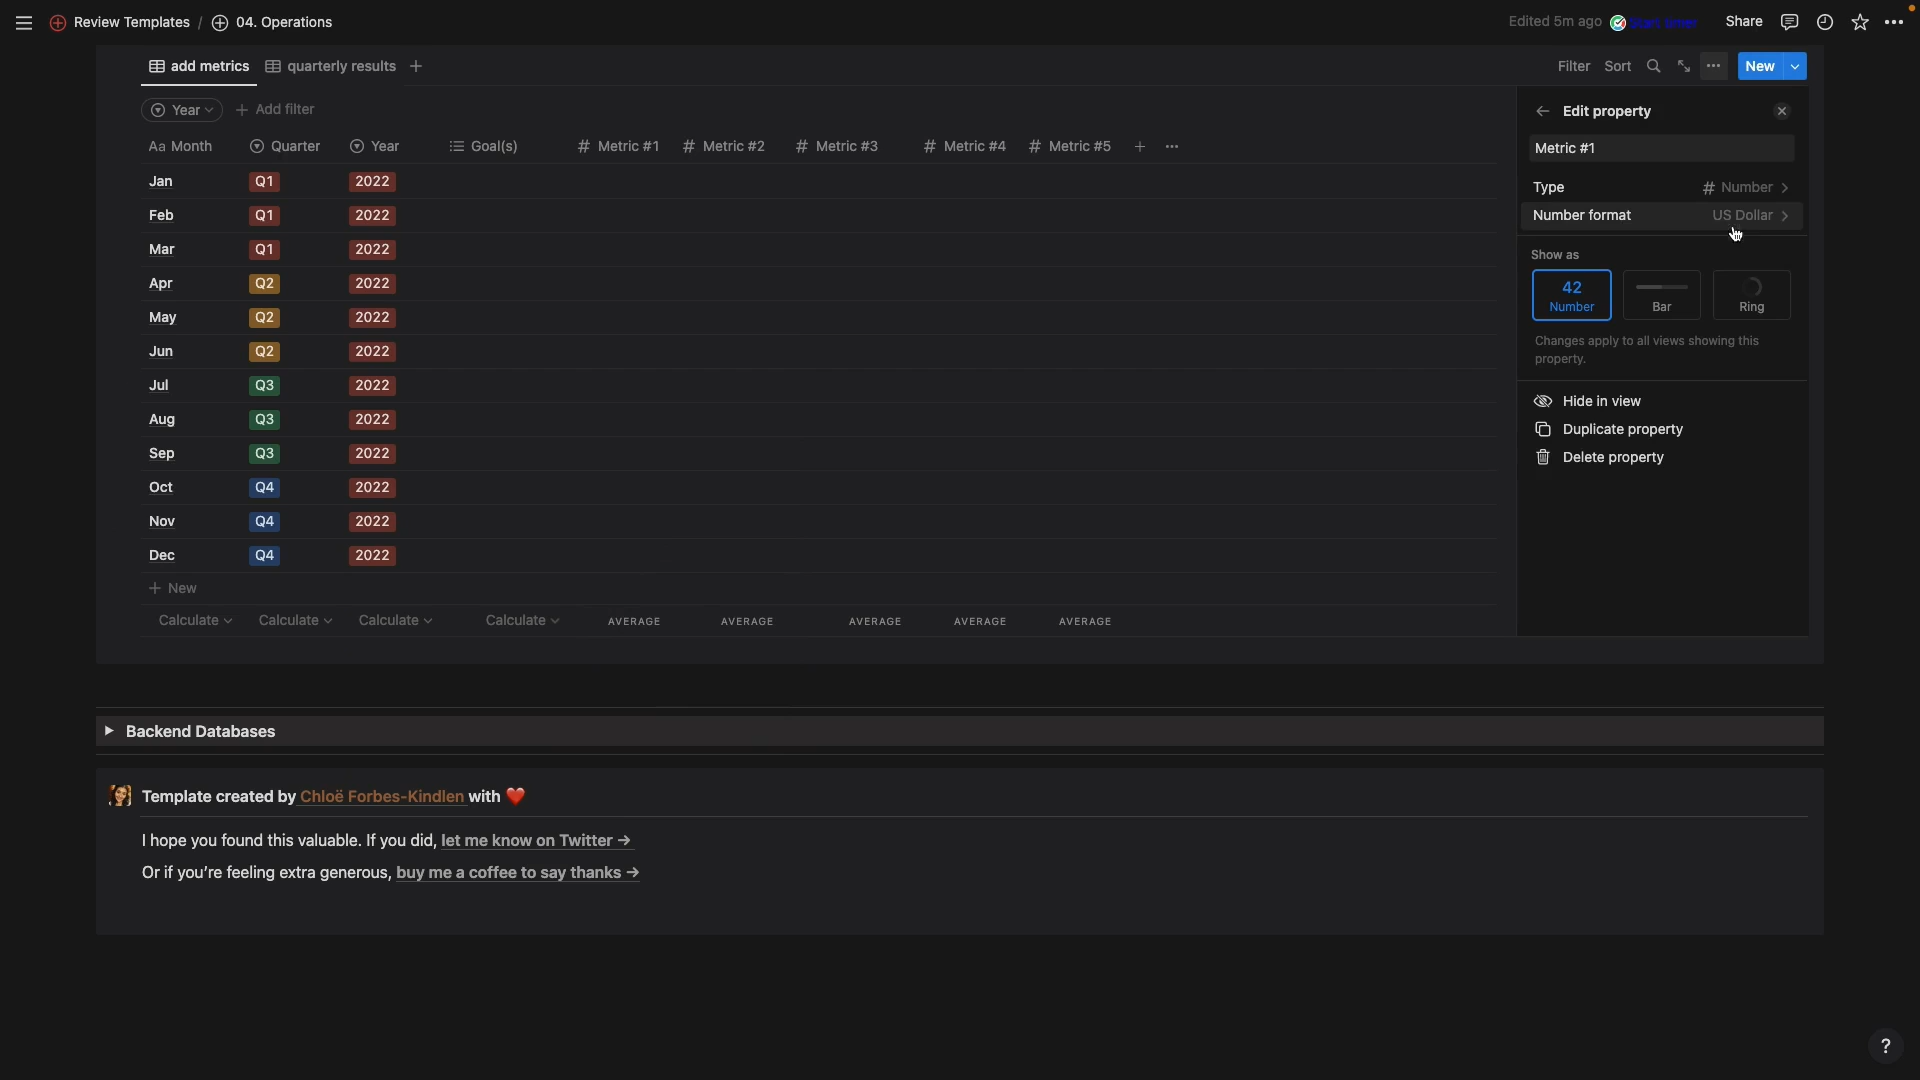 Review Templates / 04. Operations
Edited 5m ago
Share
add metrics quarterly results
Filter Sort New
Year Add filter
Aa Month Quarter Year Goal(s) # Metric #1 # Metric #2 # Metric #3 # Metric #4 # Metric #5
Jan Q1 2022
Feb Q1 2022
Mar Q1 2022
Apr Q2 2022
May Q2 2022
Jun Q2 2022
Jul Q3 2022
Aug Q3 2022
Sep Q3 2022
Oct Q4 2022
Nov Q4 2022
Dec Q4 2022
+ New
Calculate Calculate Calculate Calculate AVERAGE AVERAGE AVERAGE AVERAGE AVERAGE
Edit property
Metric #1
Type # Number
Number format US Dollar
Show as
42
Number Bar Ring
Changes apply to all views showing this
property.
Hide in view
Duplicate property
Delete property
Backend Databases
Template created by Chloë Forbes-Kindlen with ❤️
I hope you found this valuable. If you did, let me know on Twitter →
Or if you're feeling extra generous, buy me a coffee to say thanks →
?